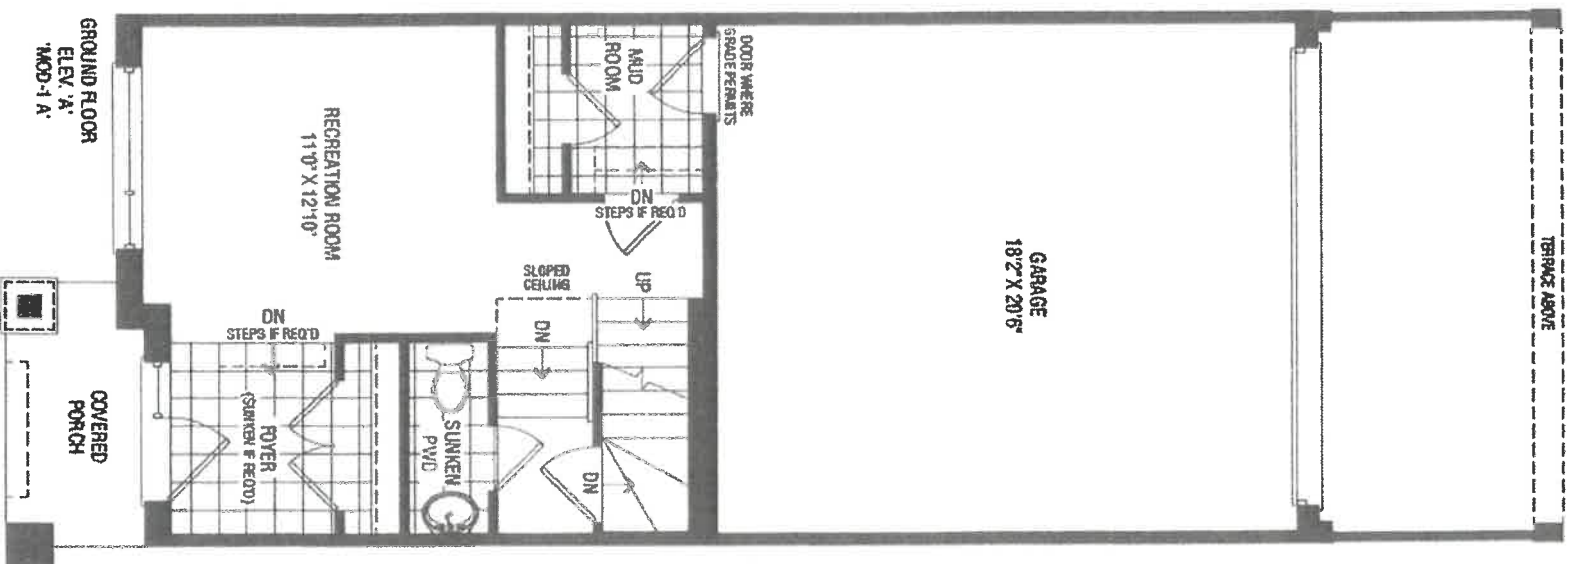 TERRACE ABOVE
GARAGE
18'2" X 20'6"
DOOR WHERE
GRADE PERMITS
MUD
ROOM
DN
STEPS IF REQ'D
UP
SLOPED
CEILING
DN
DN
RECREATION ROOM
11'0" X 12'10"
SUNKEN
PWD
DN
STEPS IF REQ'D
FOYER
(SUNKEN IF REQ'D)
COVERED
PORCH
GROUND FLOOR
ELEV. 'A'
'MOD-1 A'